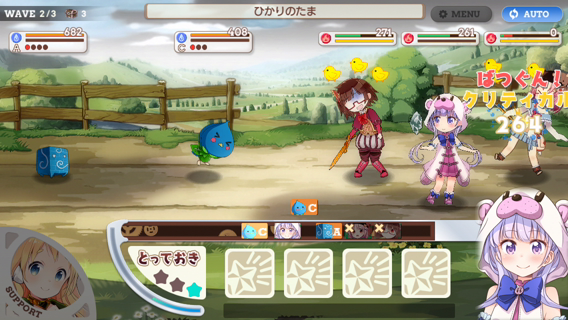 WAVE 2/3 3
ひかりのたま
MENU
AUTO
682
A
408
C
271
261
0
ばつぐん!
クリティカル
264
C
C
A
とっておき
SUPPORT